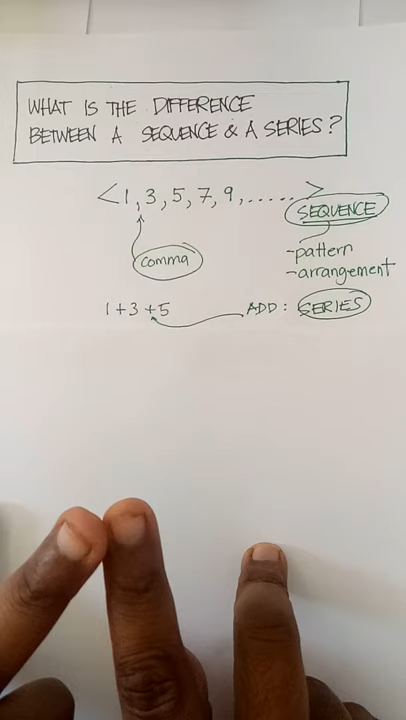 WHAT IS THE DIFFERENCE
BETWEEN A SEQUENCE & A SERIES?
<1, 3, 5, 7, 9, ......>
SEQUENCE
comma
-pattern
-arrangement
1+3+5
ADD: SERIES